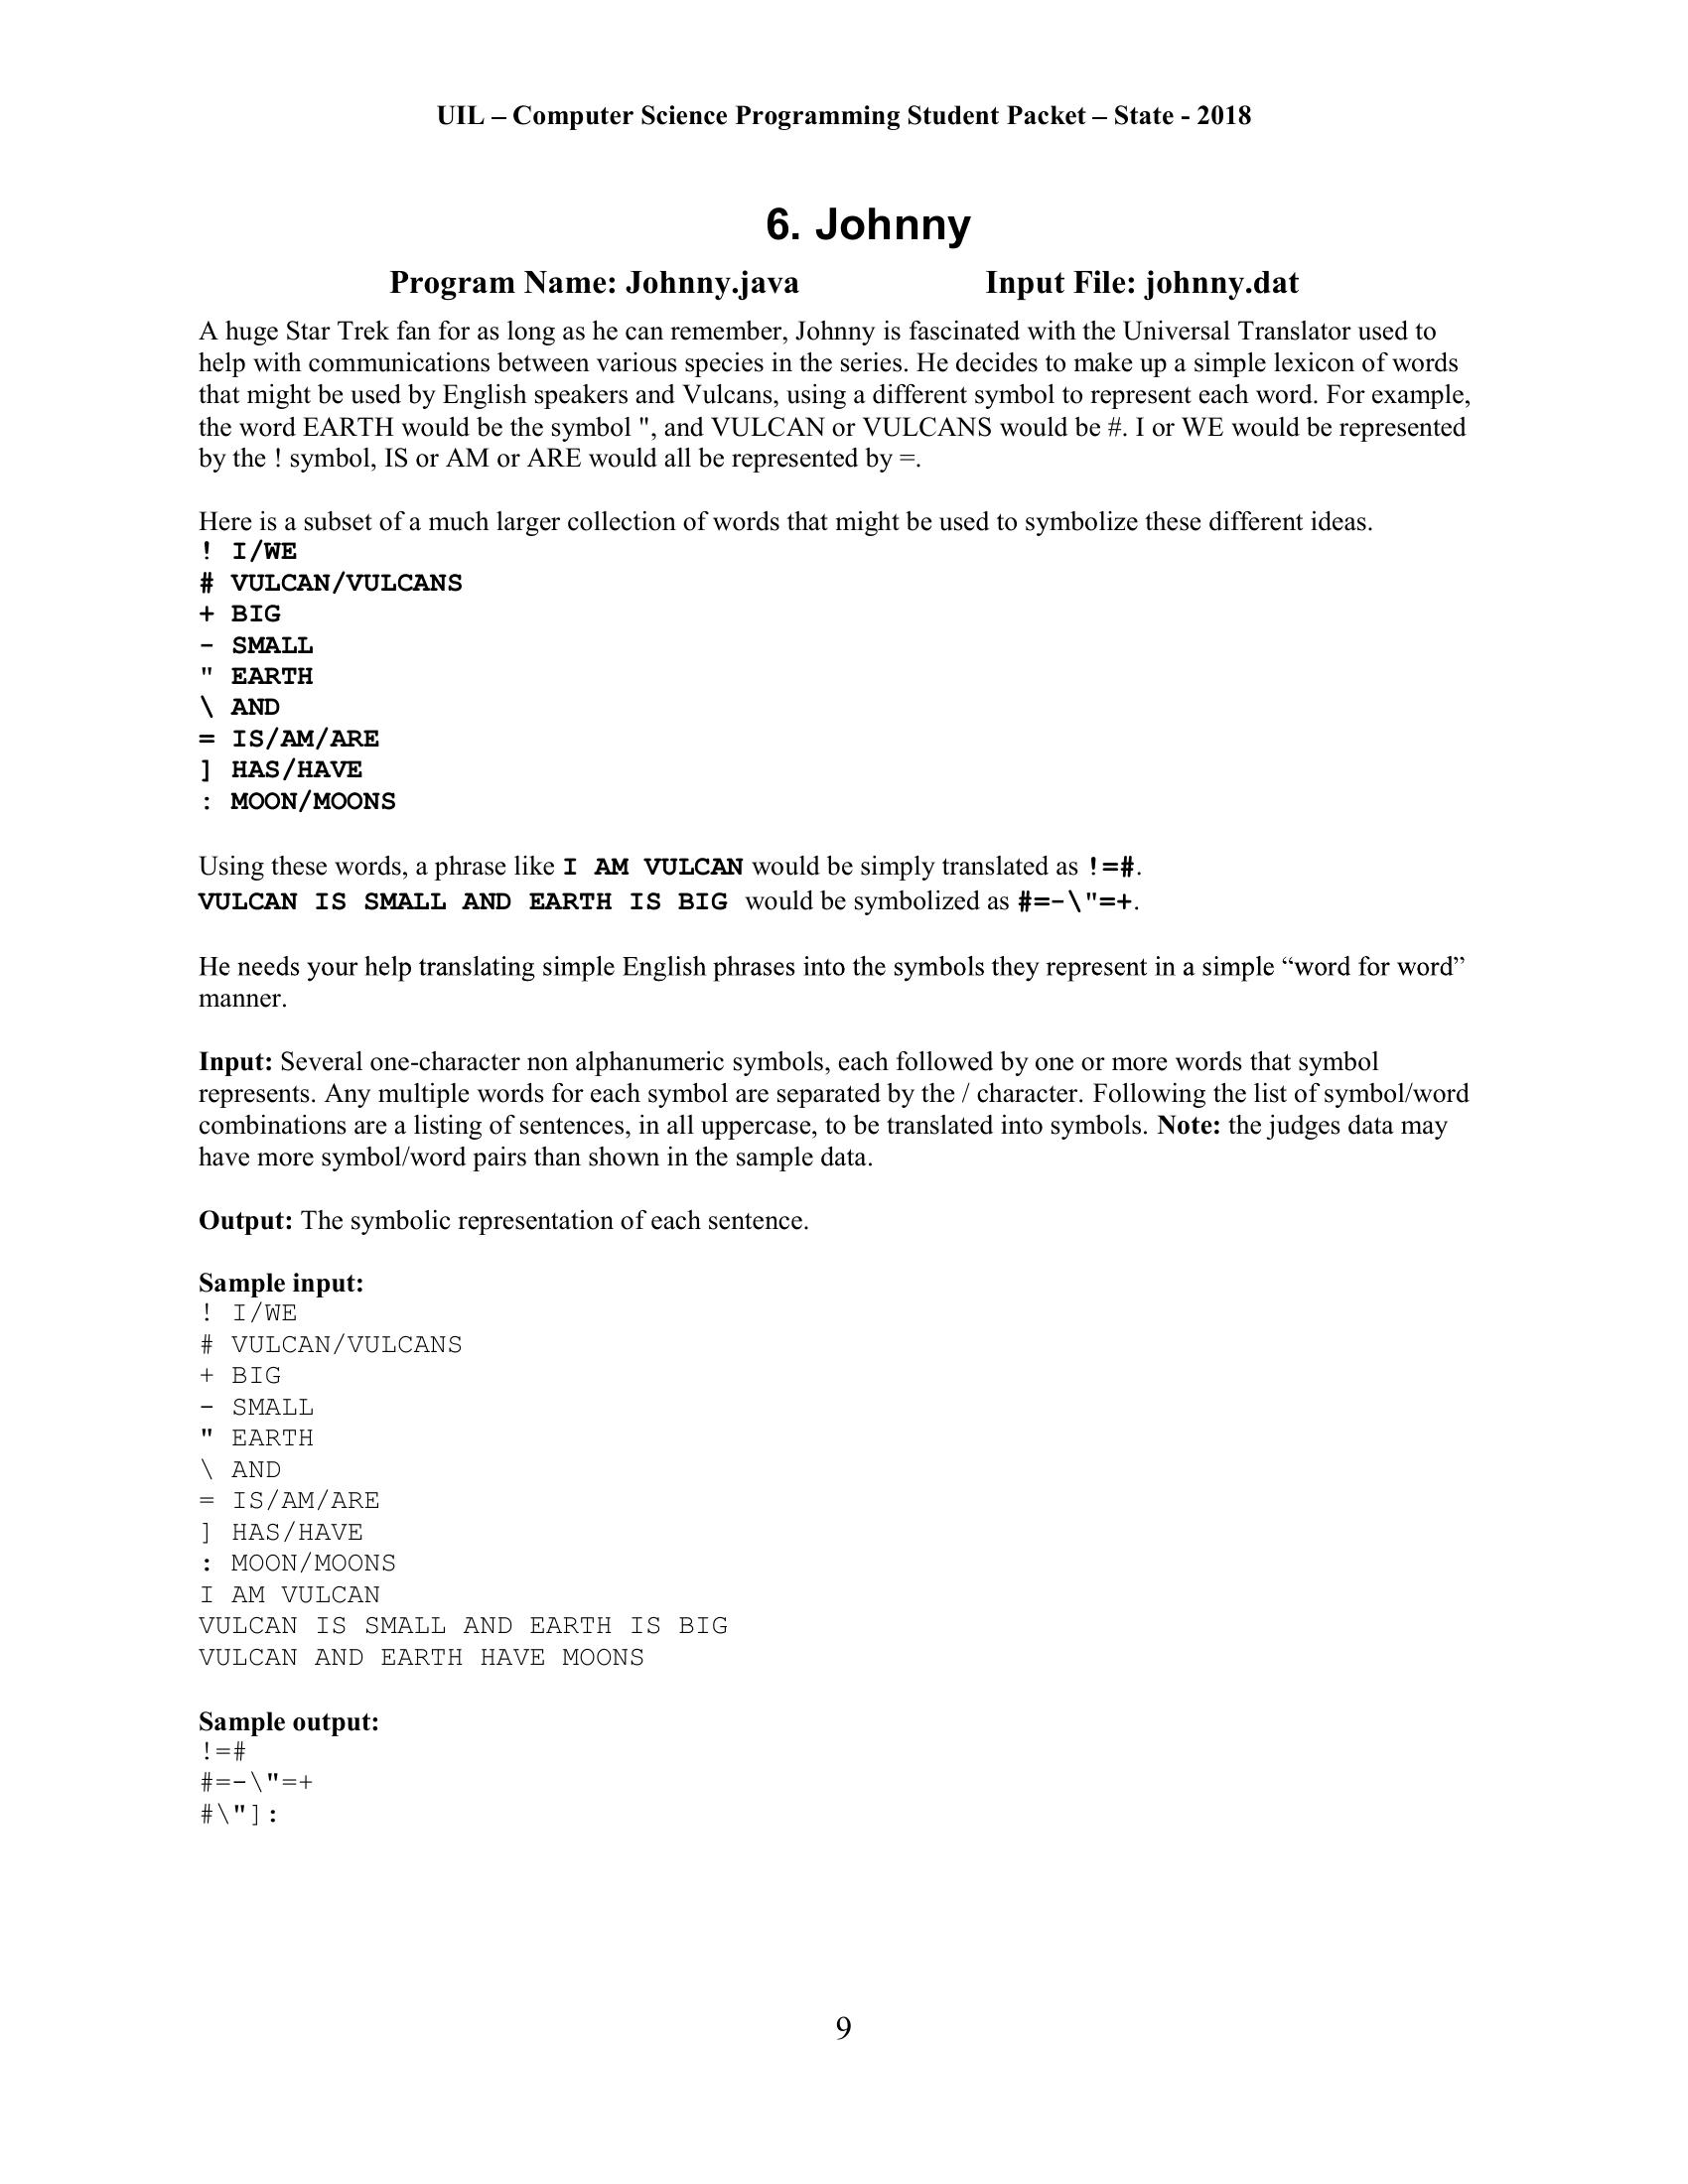 UIL – Computer Science Programming Student Packet – State - 2018
6. Johnny
Program Name: Johnny.java Input File: johnny.dat
A huge Star Trek fan for as long as he can remember, Johnny is fascinated with the Universal Translator used to
help with communications between various species in the series. He decides to make up a simple lexicon of words
that might be used by English speakers and Vulcans, using a different symbol to represent each word. For example,
the word EARTH would be the symbol ", and VULCAN or VULCANS would be #. I or WE would be represented
by the ! symbol, IS or AM or ARE would all be represented by =.
Here is a subset of a much larger collection of words that might be used to symbolize these different ideas.
! I/WE
# VULCAN/VULCANS
+ BIG
- SMALL
" EARTH
\ AND
= IS/AM/ARE
] HAS/HAVE
: MOON/MOONS
Using these words, a phrase like I AM VULCAN would be simply translated as !=#.
VULCAN IS SMALL AND EARTH IS BIG would be symbolized as #=-\"=+.
He needs your help translating simple English phrases into the symbols they represent in a simple “word for word”
manner.
Input: Several one-character non alphanumeric symbols, each followed by one or more words that symbol
represents. Any multiple words for each symbol are separated by the / character. Following the list of symbol/word
combinations are a listing of sentences, in all uppercase, to be translated into symbols. Note: the judges data may
have more symbol/word pairs than shown in the sample data.
Output: The symbolic representation of each sentence.
Sample input:
! I/WE
# VULCAN/VULCANS
+ BIG
- SMALL
" EARTH
\ AND
= IS/AM/ARE
] HAS/HAVE
: MOON/MOONS
I AM VULCAN
VULCAN IS SMALL AND EARTH IS BIG
VULCAN AND EARTH HAVE MOONS
Sample output:
!=#
#=-\"=+
#\"]:
9